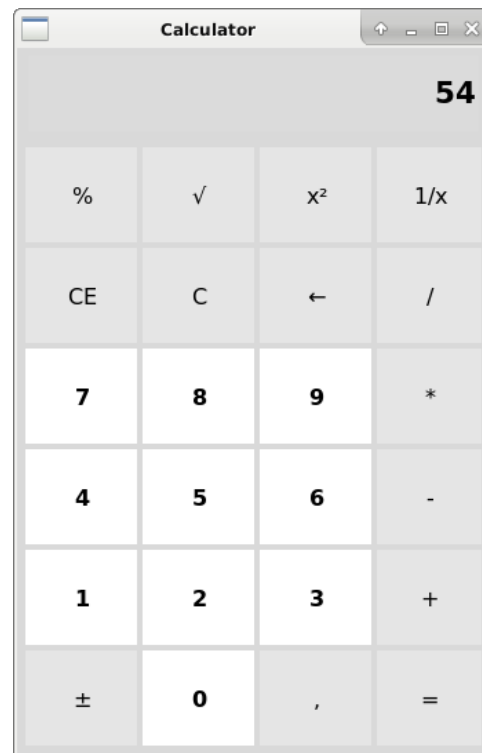 Calculator
54
% √ x² 1/x
CE C ← /
7 8 9 *
4 5 6 -
1 2 3 +
± 0 , =